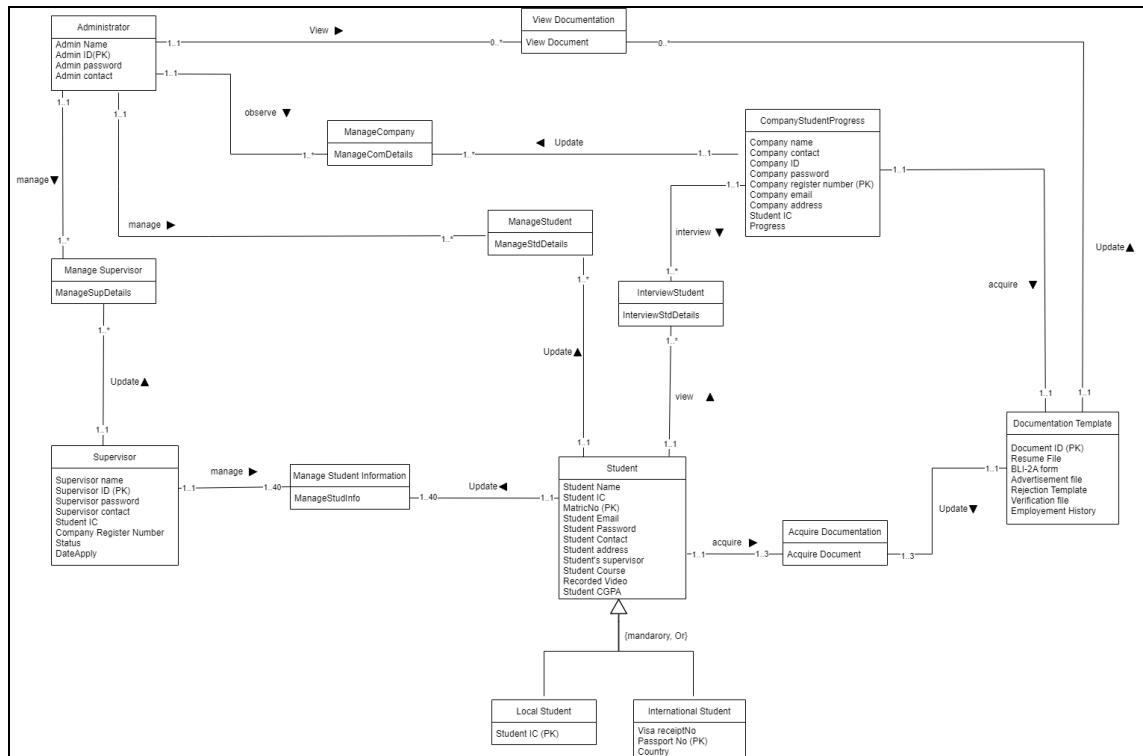 Administrator
Admin Name
Admin ID(PK)
Admin password
Admin contact
1..1
View
0..*
View Documentation
View Document
0..*
1..1
1..1
1..1
observe
ManageCompany
ManageComDetails
1..*
1..*
Update
1..1
CompanyStudentProgress
Company name
Company contact
Company ID
Company password
Company register number (PK)
Company email
Company address
Student IC
Progress
1..1
1..1
manage
manage
1..*
ManageStudent
ManageStdDetails
1..*
interview
1..*
Update
acquire
1..*
Manage Supervisor
ManageSupDetails
1..*
InterviewStudent
InterviewStdDetails
1..*
Update
Update
view
1..1
1..1
1..1
1..1
1..1
Supervisor
Supervisor name
Supervisor ID (PK)
Supervisor password
Supervisor contact
Student IC
Company Register Number
Status
DateApply
manage
1..1
1..40
Manage Student Information
ManageStudInfo
1..40
Update
1..1
Student
Student Name
Student IC
MatricNo (PK)
Student Email
Student Password
Student Contact
Student address
Student's supervisor
Student Course
Recorded Video
Student CGPA
Documentation Template
Document ID (PK)
Resume File
BLI-2A form
Advertisement file
Rejection Template
Verification file
Employement History
1..1
Update
acquire
1..1
1..3
Acquire Documentation
Acquire Document
1..3
{mandarory, Or}
Local Student
Student IC (PK)
International Student
Visa receiptNo
Passport No (PK)
Country